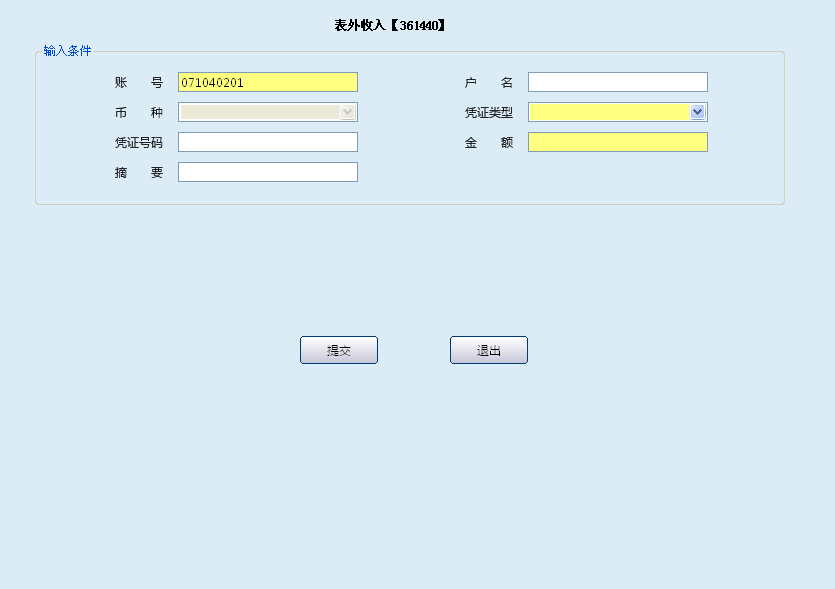 表外收入【361440】
输入条件
账 号 071040201 户 名
币 种 凭证类型
凭证号码 金 额
摘 要
提交 退出